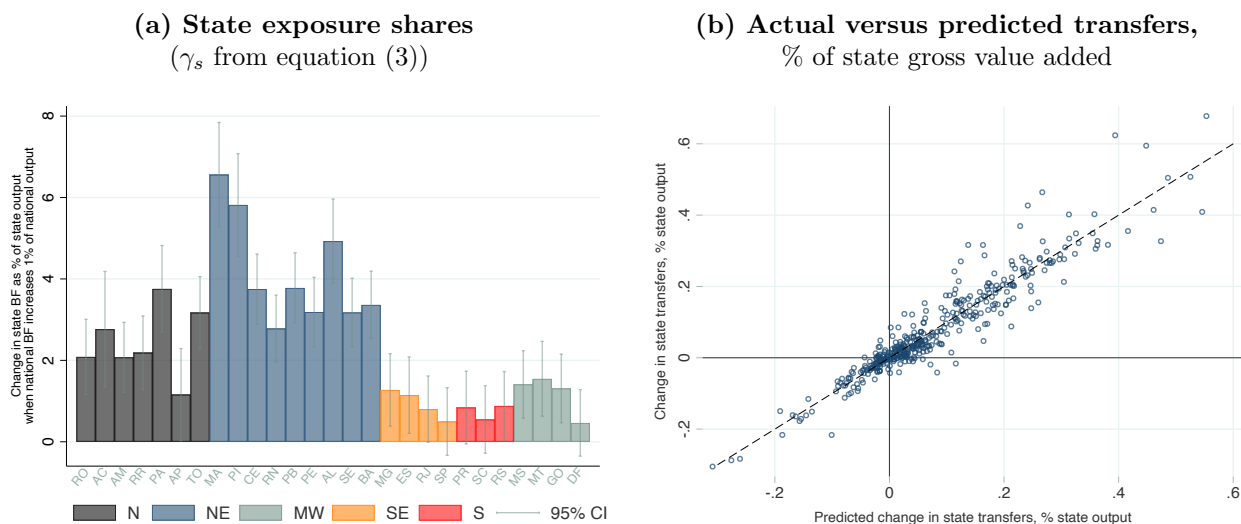 (a) State exposure shares
(γs from equation (3))
Change in state BF as % of state output
when national BF increases 1% of national output
8
6
4
2
0
RO AC AM RR PA AP TO MA PI CE RN PB PE AL SE BA MG ES RJ SP PR SC RS MS MT GO DF
N NE MW SE S 95% CI
(b) Actual versus predicted transfers,
% of state gross value added
Change in state transfers, % state output
.6
.4
.2
0
-.2
-.2 0 .2 .4 .6
Predicted change in state transfers, % state output